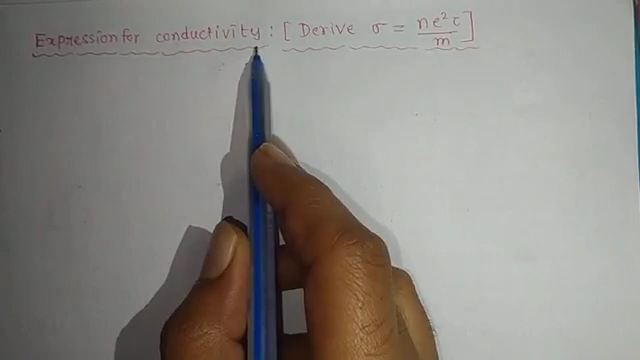 Expression for conductivity : [ Derive σ = ne²τ/m ]